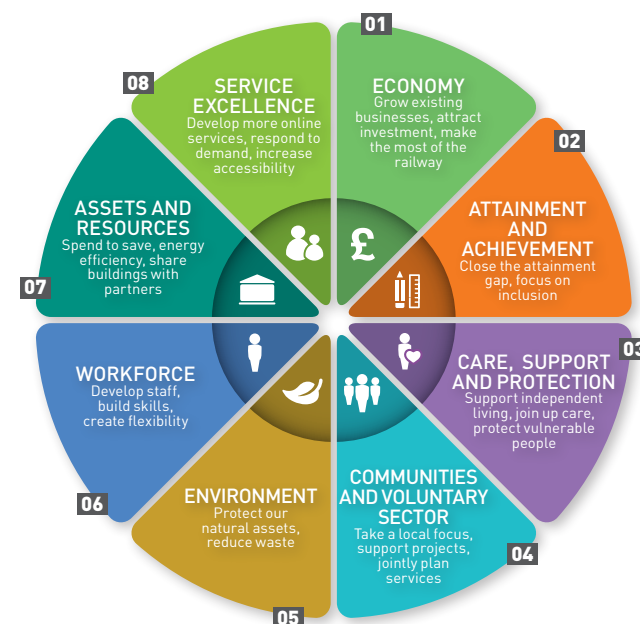 01
ECONOMY
Grow existing
businesses, attract
investment, make
the most of the
railway
02
ATTAINMENT
AND
ACHIEVEMENT
Close the attainment
gap, focus on
inclusion
03
CARE, SUPPORT
AND PROTECTION
Support independent
living, join up care,
protect vulnerable
people
04
COMMUNITIES
AND VOLUNTARY
SECTOR
Take a local focus,
support projects,
jointly plan
services
05
ENVIRONMENT
Protect our
natural assets,
reduce waste
06
WORKFORCE
Develop staff,
build skills,
create flexibility
07
ASSETS AND
RESOURCES
Spend to save, energy
efficiency, share
buildings with
partners
08
SERVICE
EXCELLENCE
Develop more online
services, respond to
demand, increase
accessibility
£